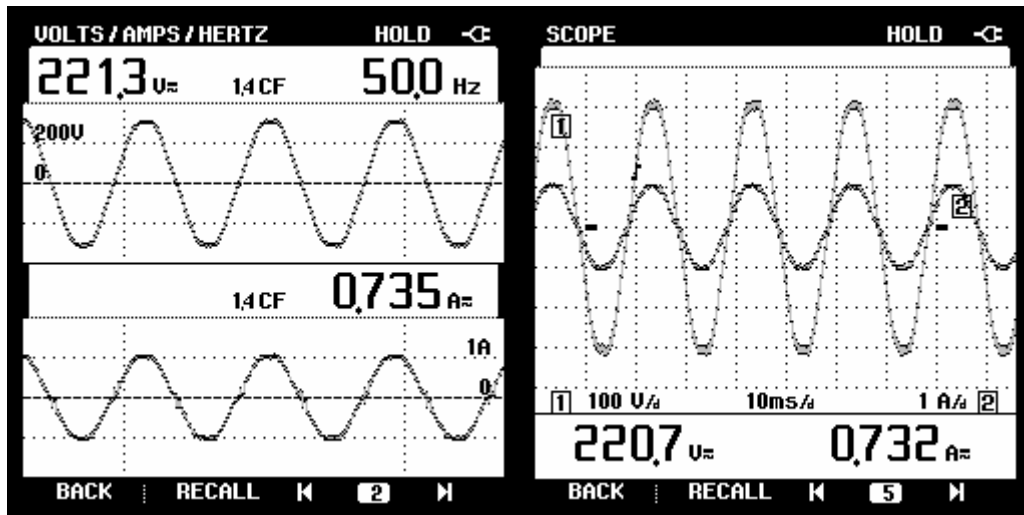 VOLTS / AMPS / HERTZ HOLD
221,3 V≂ 1,4 CF 50,0 Hz
200V
0
1,4 CF 0,735 A≂
1A
0
BACK RECALL 2
SCOPE HOLD
1
2
1 100 V/d 10ms/d 1 A/d 2
220,7 V≂ 0,732 A≂
BACK RECALL 5